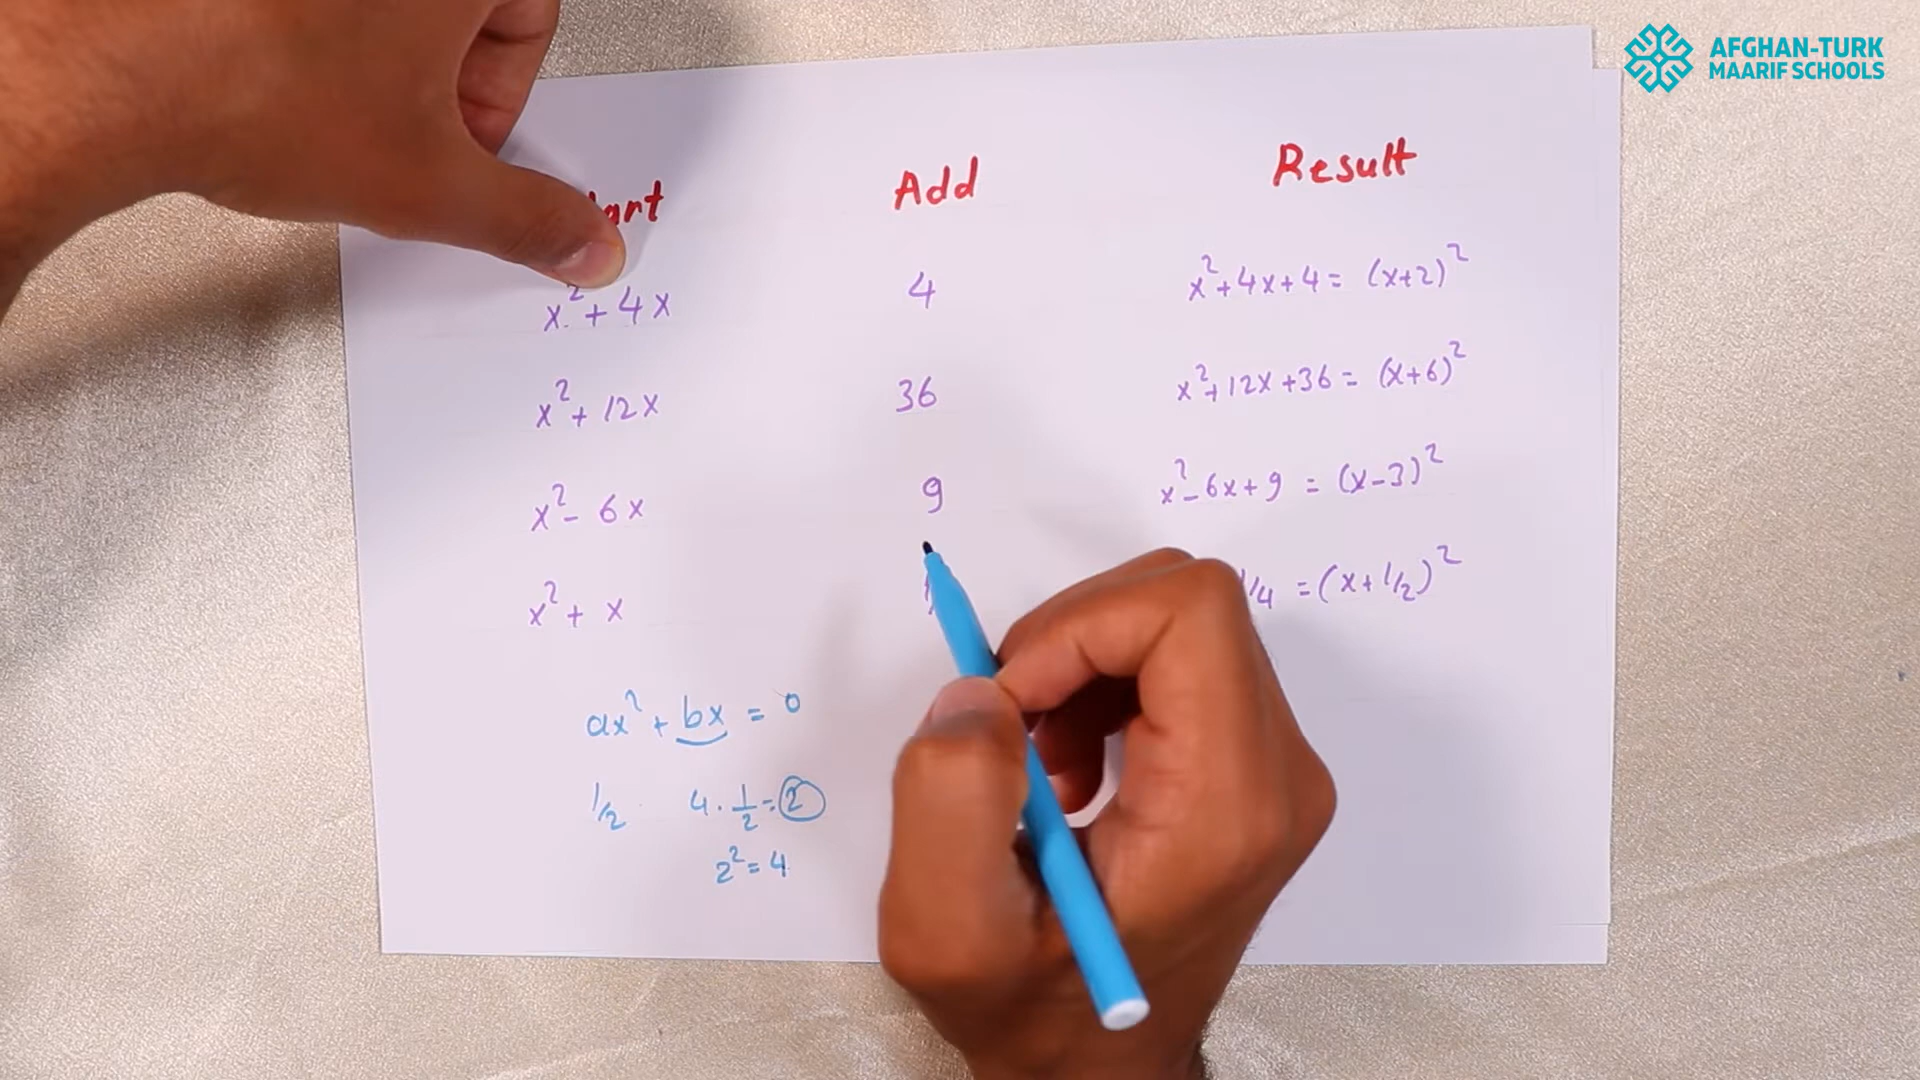 AFGHAN-TURK
MAARIF SCHOOLS
Add Result
x² + 4x 4 x²+4x+4 = (x+2)²
x² + 12x 36 x²+12x+36 = (x+6)²
x² - 6x 9 x²-6x+9 = (x-3)²
x² + x 1/4 = (x+1/2)²
ax² + bx = 0
1/2 4 · 1/2 = 2
2² = 4